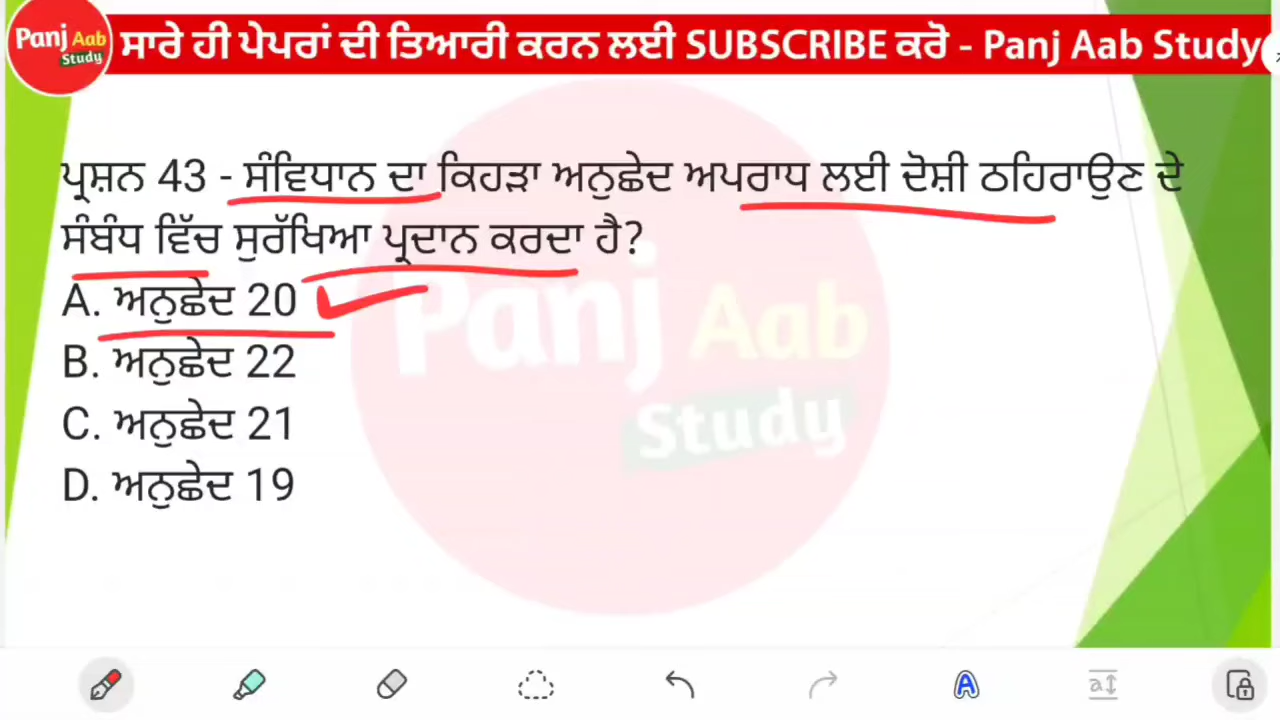 Panj Aab Study
ਸਾਰੇ ਹੀ ਪੇਪਰਾਂ ਦੀ ਤਿਆਰੀ ਕਰਨ ਲਈ SUBSCRIBE ਕਰੋ - Panj Aab Study
ਪ੍ਰਸ਼ਨ 43 - ਸੰਵਿਧਾਨ ਦਾ ਕਿਹੜਾ ਅਨੁਛੇਦ ਅਪਰਾਧ ਲਈ ਦੋਸ਼ੀ ਠਹਿਰਾਉਣ ਦੇ
ਸੰਬੰਧ ਵਿੱਚ ਸੁਰੱਖਿਆ ਪ੍ਰਦਾਨ ਕਰਦਾ ਹੈ?
A. ਅਨੁਛੇਦ 20
B. ਅਨੁਛੇਦ 22
C. ਅਨੁਛੇਦ 21
D. ਅਨੁਛੇਦ 19
Panj Aab
Study